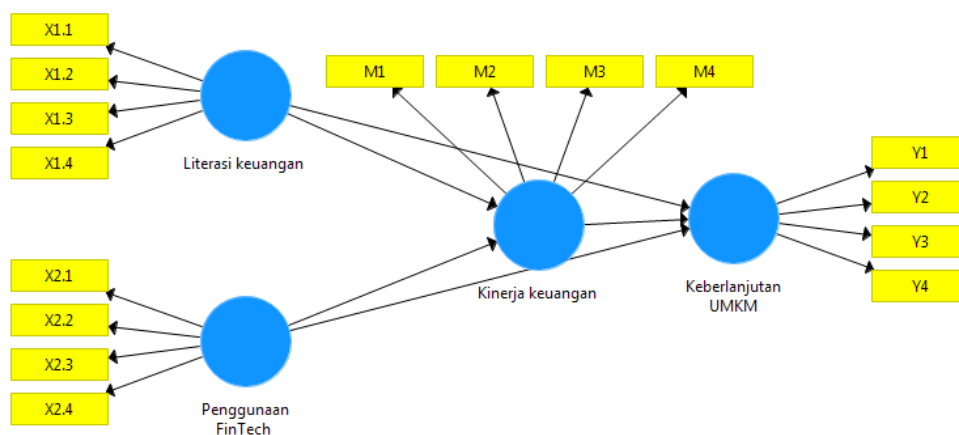 X1.1
X1.2
X1.3
X1.4
Literasi keuangan
M1
M2
M3
M4
Kinerja keuangan
Y1
Y2
Y3
Y4
Keberlanjutan
UMKM
X2.1
X2.2
X2.3
X2.4
Penggunaan
FinTech